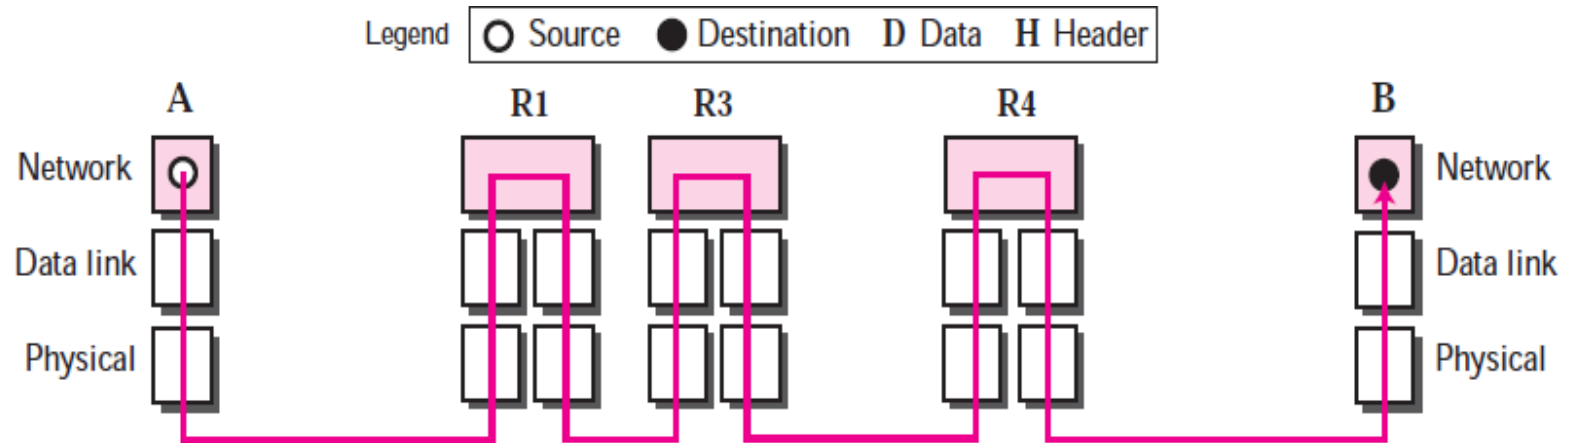 Legend Source Destination D Data H Header
A R1 R3 R4 B
Network Network
Data link Data link
Physical Physical